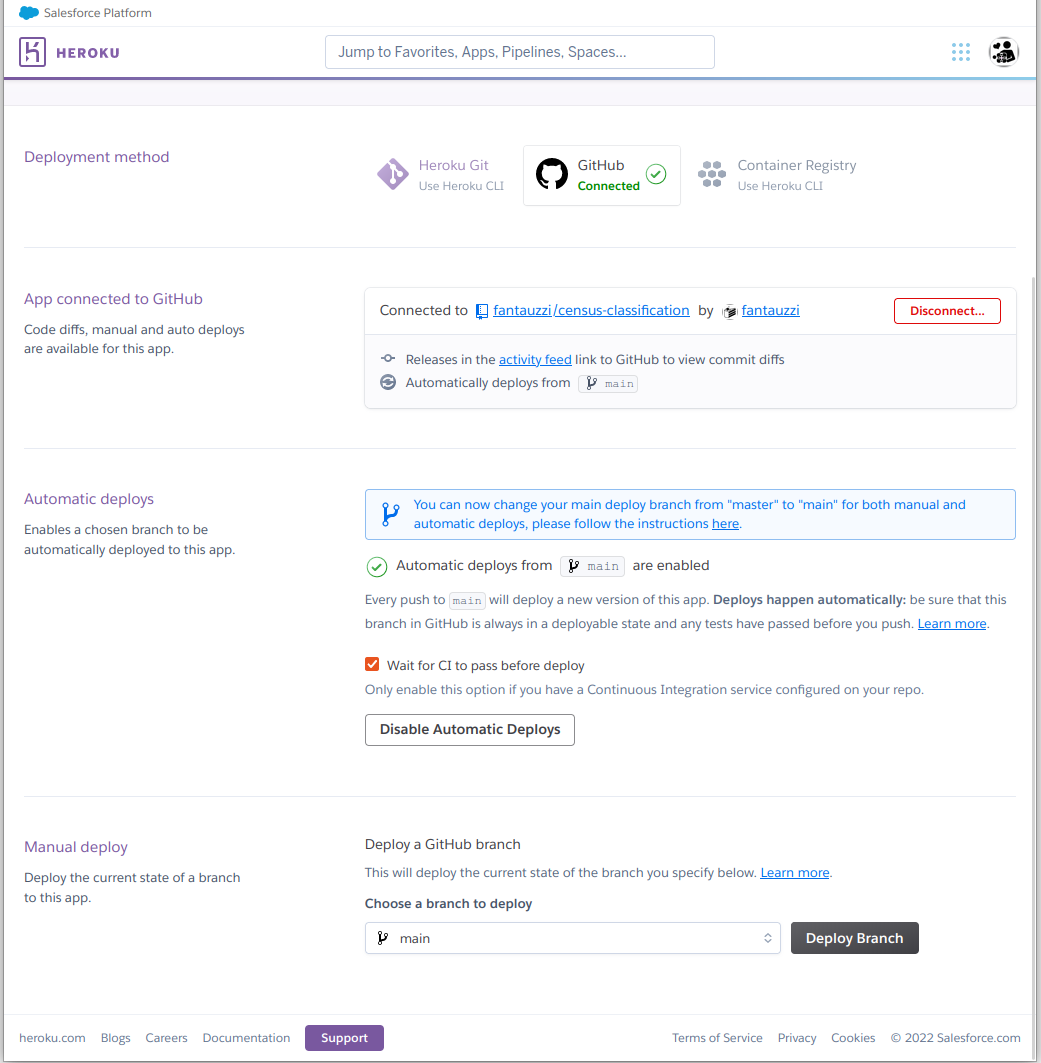 Salesforce Platform
HEROKU
Jump to Favorites, Apps, Pipelines, Spaces...
Deployment method
Heroku Git
Use Heroku CLI
GitHub
Connected
Container Registry
Use Heroku CLI
App connected to GitHub
Code diffs, manual and auto deploys
are available for this app.
Connected to fantauzzi/census-classification by fantauzzi
Disconnect...
Releases in the activity feed link to GitHub to view commit diffs
Automatically deploys from main
Automatic deploys
Enables a chosen branch to be
automatically deployed to this app.
You can now change your main deploy branch from "master" to "main" for both manual and
automatic deploys, please follow the instructions here.
Automatic deploys from main are enabled
Every push to main will deploy a new version of this app. Deploys happen automatically: be sure that this
branch in GitHub is always in a deployable state and any tests have passed before you push. Learn more.
Wait for CI to pass before deploy
Only enable this option if you have a Continuous Integration service configured on your repo.
Disable Automatic Deploys
Manual deploy
Deploy the current state of a branch
to this app.
Deploy a GitHub branch
This will deploy the current state of the branch you specify below. Learn more.
Choose a branch to deploy
main
Deploy Branch
heroku.com Blogs Careers Documentation Support Terms of Service Privacy Cookies © 2022 Salesforce.com